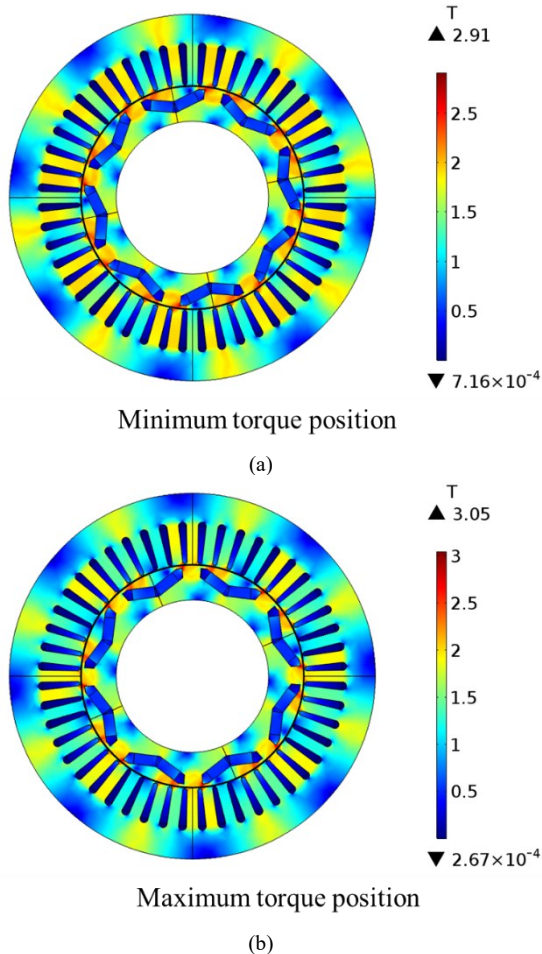 T
▲ 2.91
2.5
2
1.5
1
0.5
▼ 7.16×10⁻⁴
Minimum torque position
(a)
T
▲ 3.05
3
2.5
2
1.5
1
0.5
▼ 2.67×10⁻⁴
Maximum torque position
(b)